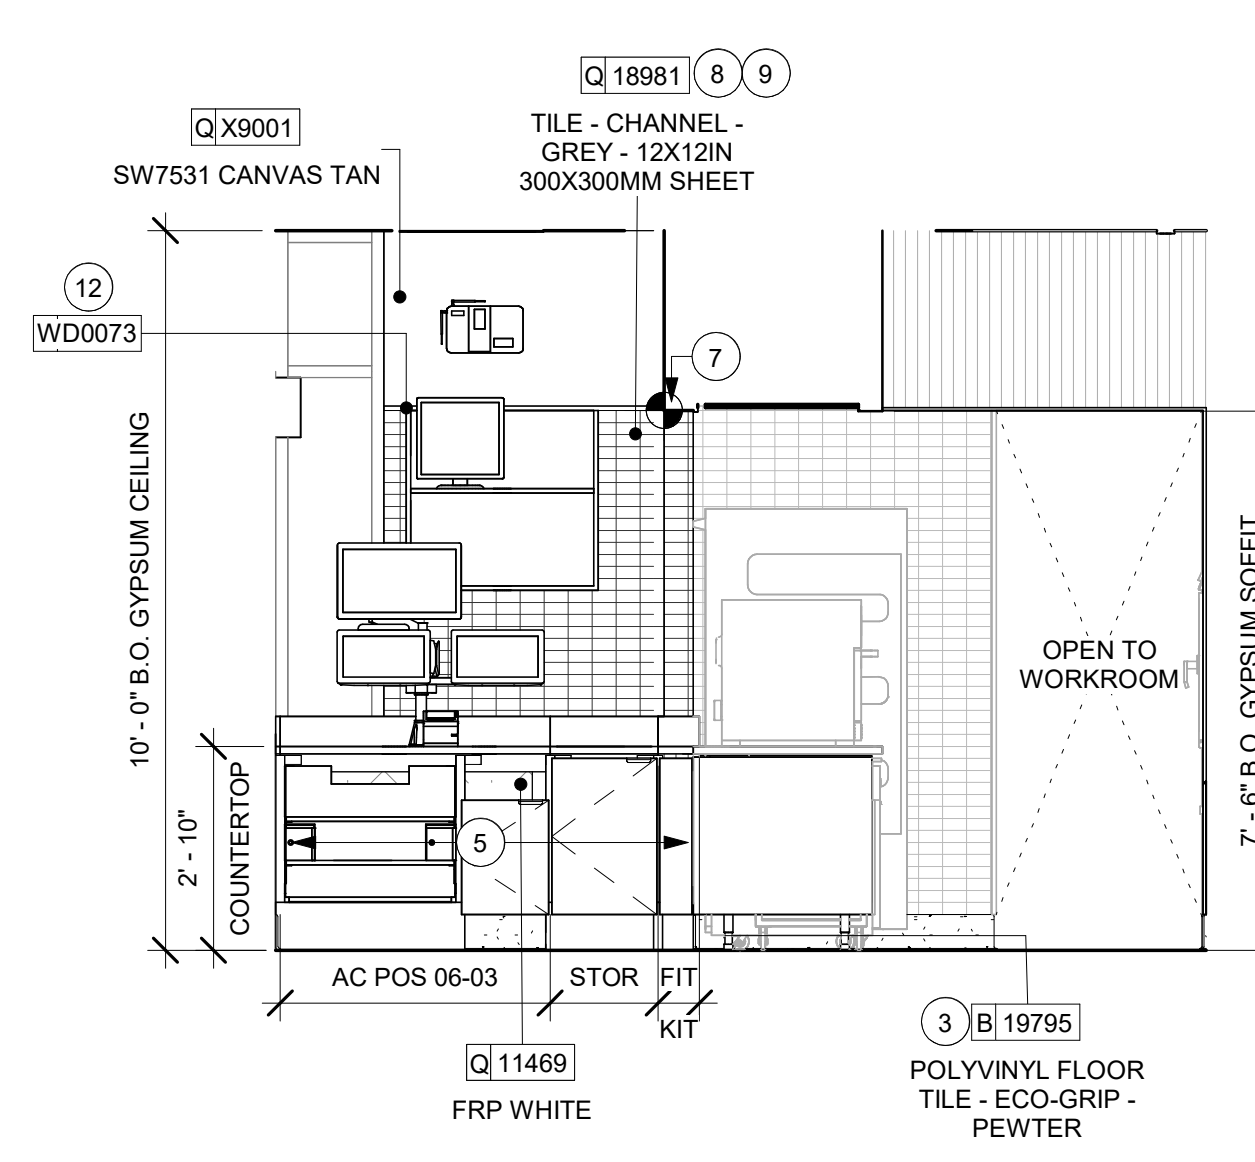 Q 18981 8 9
TILE - CHANNEL -
GREY - 12X12IN
300X300MM SHEET
Q X9001
SW7531 CANVAS TAN
12
WD0073
7
10' - 0" B.O. GYPSUM CEILING
2' - 10"
COUNTERTOP
5
OPEN TO
WORKROOM
7' - 6" B.O. GYPSUM SOFFIT
AC POS 06-03
STOR
FIT
KIT
Q 11469
FRP WHITE
3 B 19795
POLYVINYL FLOOR
TILE - ECO-GRIP -
PEWTER